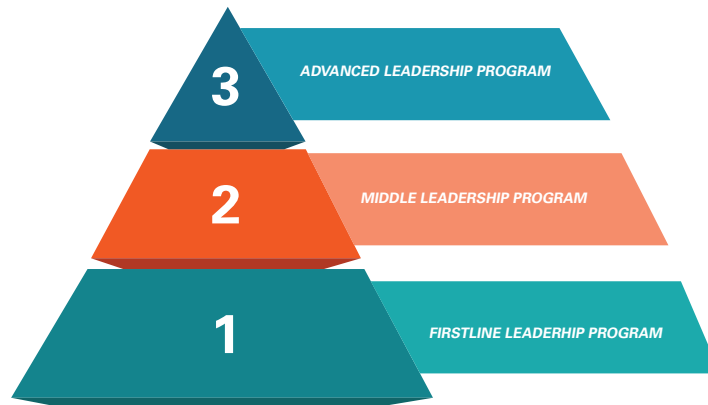 3
ADVANCED LEADERSHIP PROGRAM
2
MIDDLE LEADERSHIP PROGRAM
1
FIRSTLINE LEADERHIP PROGRAM